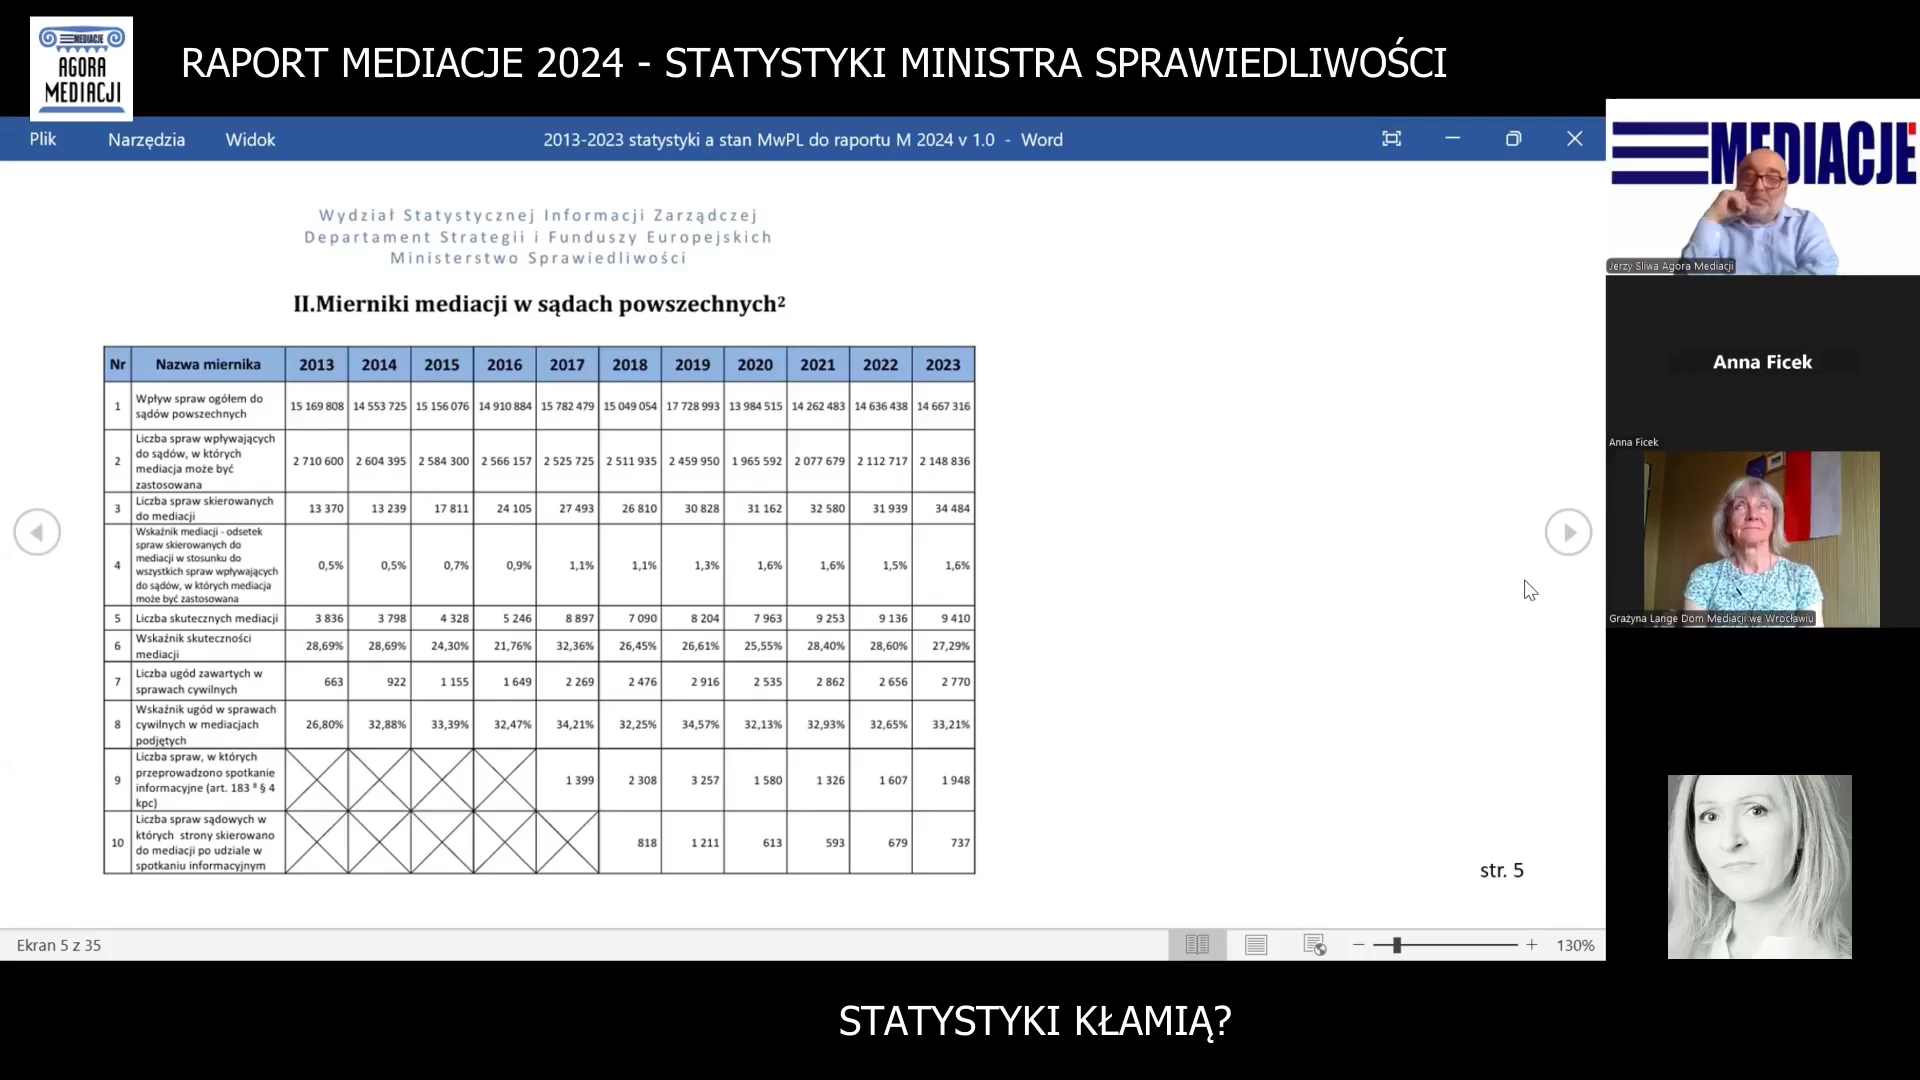 MEDIACJE
AGORA
MEDIACJI
RAPORT MEDIACJE 2024 - STATYSTYKI MINISTRA SPRAWIEDLIWOŚCI
Plik Narzędzia Widok 2013-2023 statystyki a stan MwPL do raportu M 2024 v 1.0 - Word
Wydział Statystycznej Informacji Zarządczej
Departament Strategii i Funduszy Europejskich
Ministerstwo Sprawiedliwości
II.Mierniki mediacji w sądach powszechnych²
Nr Nazwa miernika 2013 2014 2015 2016 2017 2018 2019 2020 2021 2022 2023
1 Wpływ spraw ogółem do
sądów powszechnych 15 169 808 14 553 725 15 156 076 14 910 884 15 782 479 15 049 054 17 728 993 13 984 515 14 262 483 14 636 438 14 667 316
2 Liczba spraw wpływających
do sądów, w których
mediacja może być
zastosowana 2 710 600 2 604 395 2 584 300 2 566 157 2 525 725 2 511 935 2 459 950 1 965 592 2 077 679 2 112 717 2 148 836
3 Liczba spraw skierowanych
do mediacji 13 370 13 239 17 811 24 105 27 493 26 810 30 828 31 162 32 580 31 939 34 484
4 Wskaźnik mediacji - odsetek
spraw skierowanych do
mediacji w stosunku do
wszystkich spraw wpływających
do sądów, w których mediacja
może być zastosowana 0,5% 0,5% 0,7% 0,9% 1,1% 1,1% 1,3% 1,6% 1,6% 1,5% 1,6%
5 Liczba skutecznych mediacji 3 836 3 798 4 328 5 246 8 897 7 090 8 204 7 963 9 253 9 136 9 410
6 Wskaźnik skuteczności
mediacji 28,69% 28,69% 24,30% 21,76% 32,36% 26,45% 26,61% 25,55% 28,40% 28,60% 27,29%
7 Liczba ugód zawartych w
sprawach cywilnych 663 922 1 155 1 649 2 269 2 476 2 916 2 535 2 862 2 656 2 770
8 Wskaźnik ugód w sprawach
cywilnych w mediacjach
podjętych 26,80% 32,88% 33,39% 32,47% 34,21% 32,25% 34,57% 32,13% 32,93% 32,65% 33,21%
9 Liczba spraw, w których
przeprowadzono spotkanie
informacyjne (art. 183 ⁸ § 4
kpc) 1 399 2 308 3 257 1 580 1 326 1 607 1 948
10 Liczba spraw sądowych w
których strony skierowano
do mediacji po udziale w
spotkaniu informacyjnym 818 1 211 613 593 679 737
str. 5
Ekran 5 z 35 130%
MEDIACJE
Jerzy Śliwa Agora Mediacji
Anna Ficek
Anna Ficek
Grażyna Lange Dom Mediacji we Wrocławiu
STATYSTYKI KŁAMIĄ?